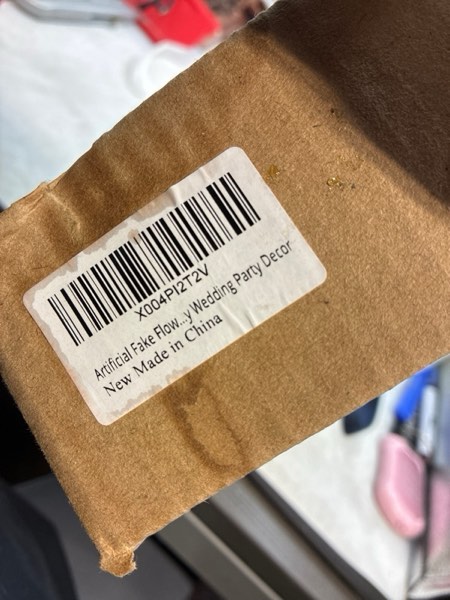 X004PI2T2V
Artificial Fake Flow...y Wedding Party Decor
New Made in China